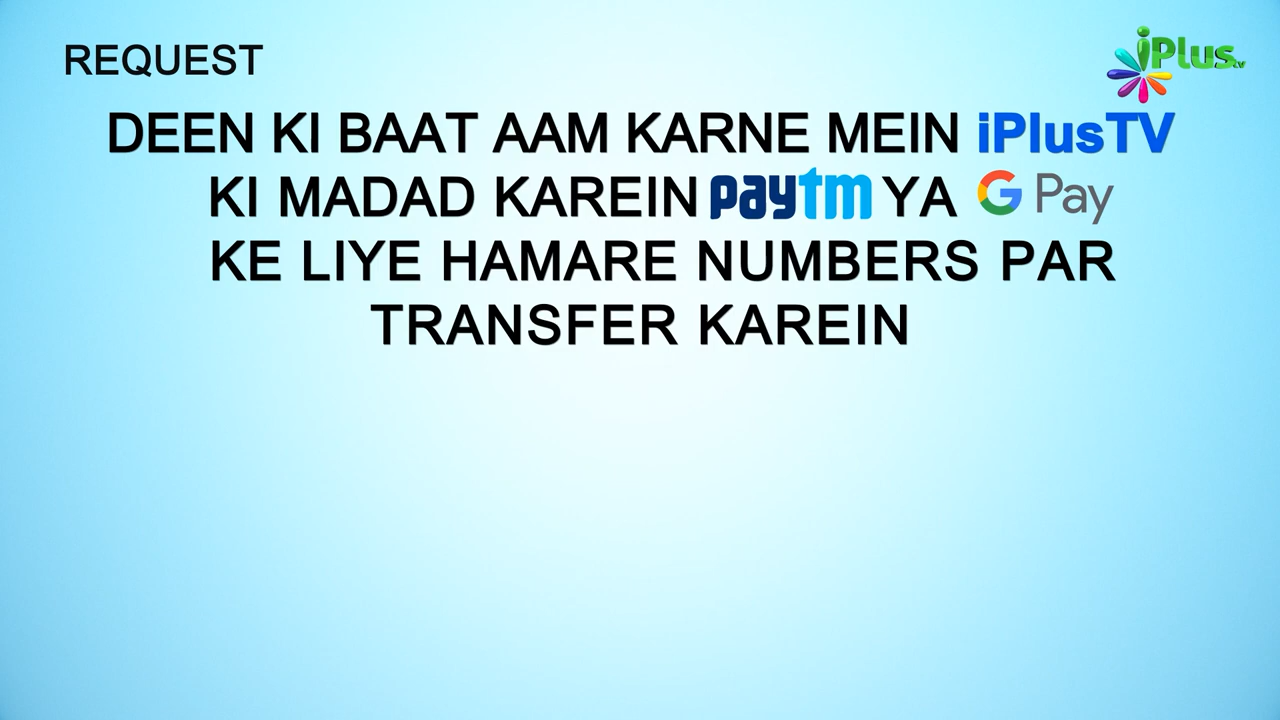 REQUEST
iPlus.tv
DEEN KI BAAT AAM KARNE MEIN iPlusTV
KI MADAD KAREIN paytm YA G Pay
KE LIYE HAMARE NUMBERS PAR
TRANSFER KAREIN